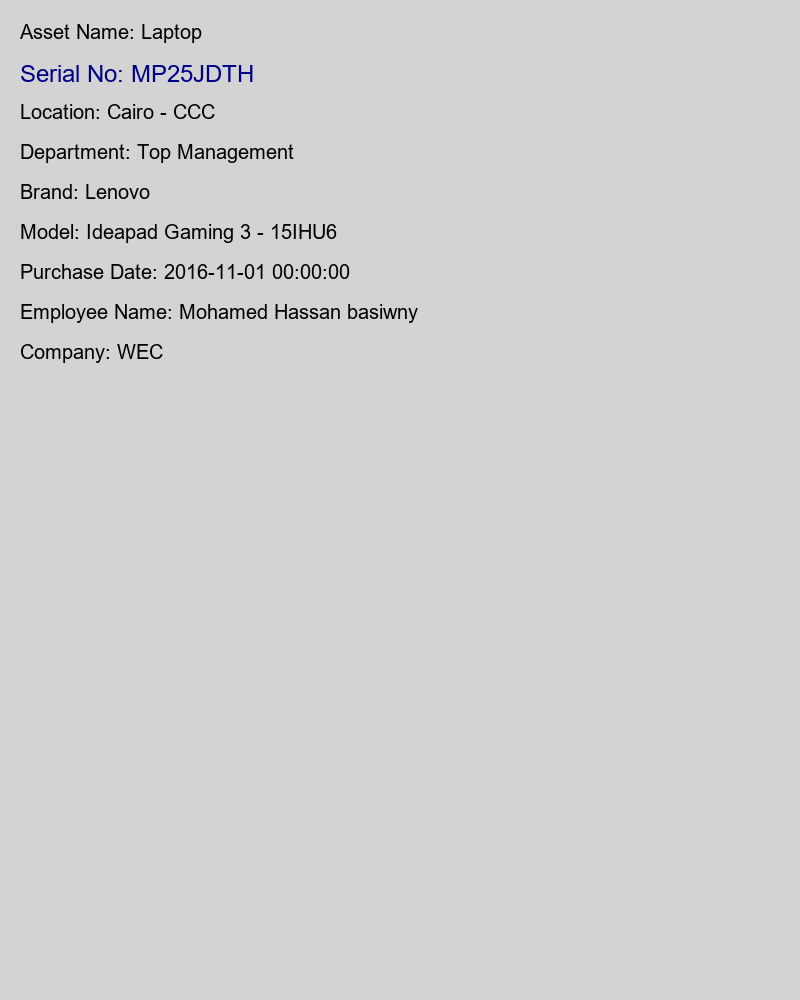 Asset Name: Laptop
Serial No: MP25JDTH
Location: Cairo - CCC
Department: Top Management
Brand: Lenovo
Model: Ideapad Gaming 3 - 15IHU6
Purchase Date: 2016-11-01 00:00:00
Employee Name: Mohamed Hassan basiwny
Company: WEC